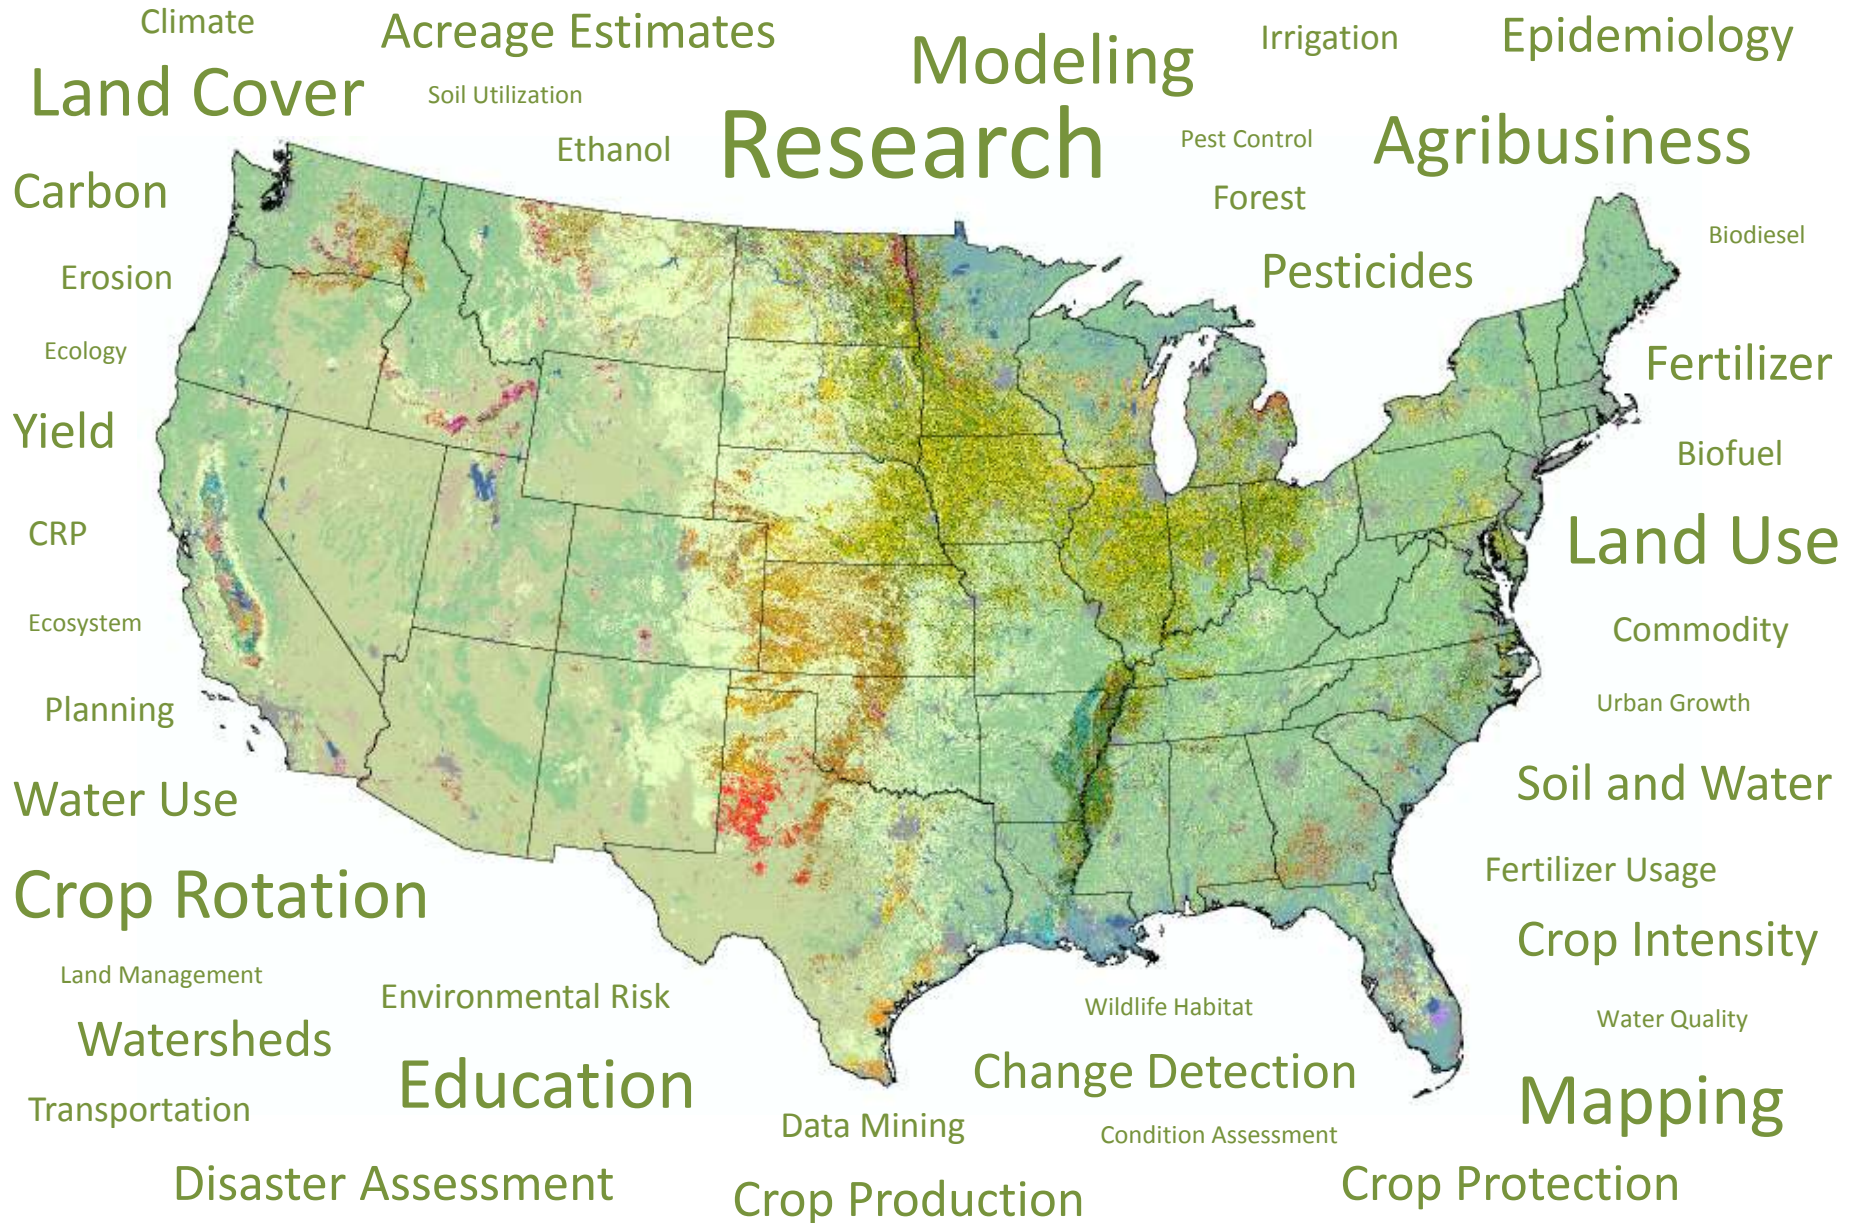 Climate
Acreage Estimates
Modeling
Irrigation
Epidemiology
Land Cover
Soil Utilization
Research
Pest Control
Agribusiness
Ethanol
Carbon
Forest
Biodiesel
Erosion
Pesticides
Ecology
Fertilizer
Yield
Biofuel
CRP
Land Use
Ecosystem
Commodity
Planning
Urban Growth
Water Use
Soil and Water
Crop Rotation
Fertilizer Usage
Crop Intensity
Land Management
Environmental Risk
Wildlife Habitat
Water Quality
Watersheds
Education
Change Detection
Mapping
Transportation
Data Mining
Condition Assessment
Disaster Assessment
Crop Production
Crop Protection